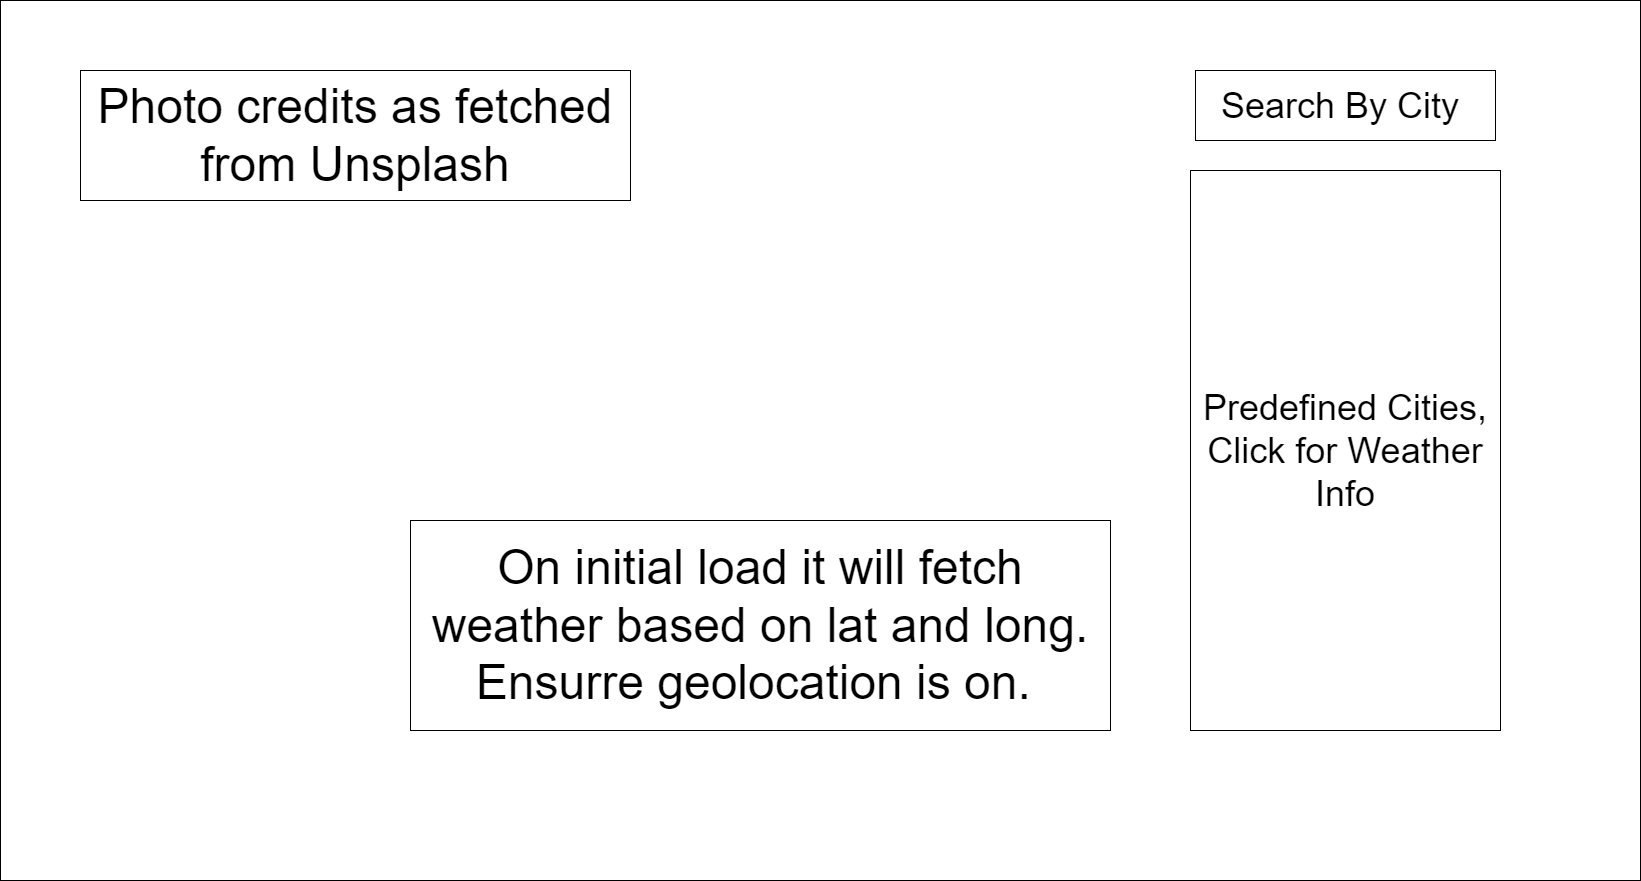 Photo credits as fetched
from Unsplash
Search By City
Predefined Cities,
Click for Weather
Info
On initial load it will fetch
weather based on lat and long.
Ensurre geolocation is on.